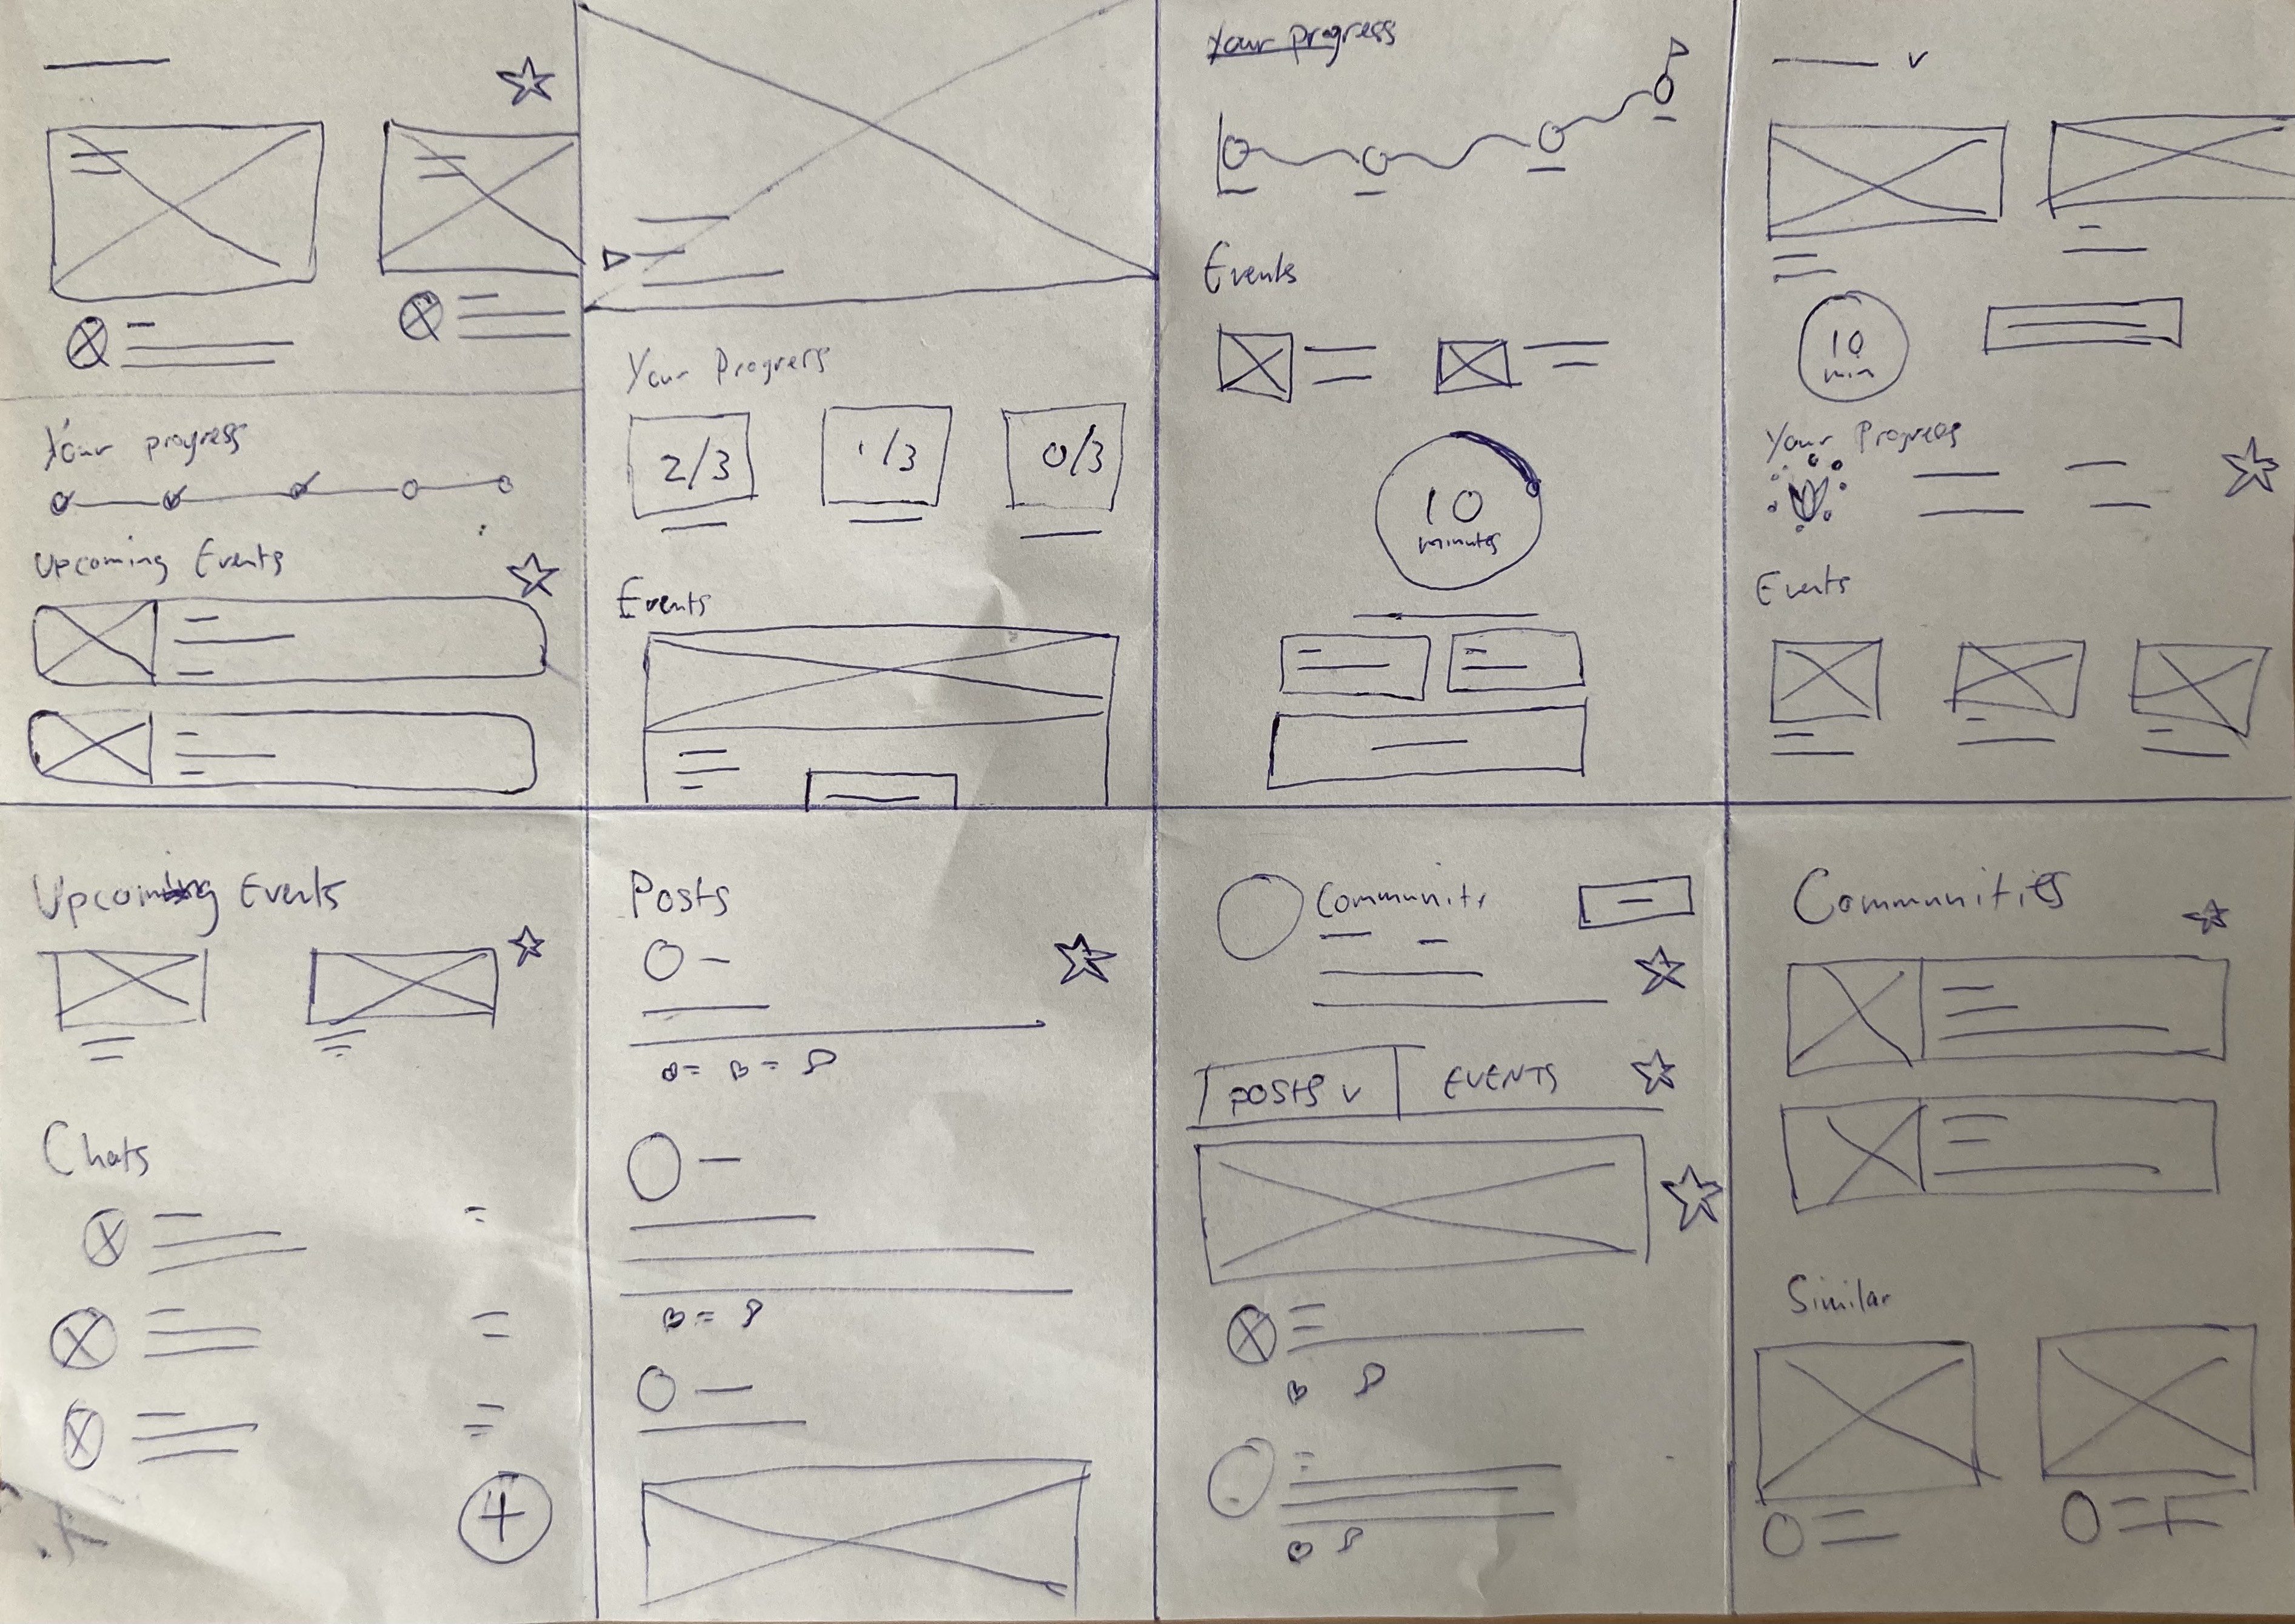 Your progress
Upcoming Events
Your Progress
2/3
1/3
0/3
Events
Your progress
Events
10
minutes
10
min
Your Progress
Events
Upcoming Events
Chats
Posts
Community
Posts
EVENTS
Communities
Similar